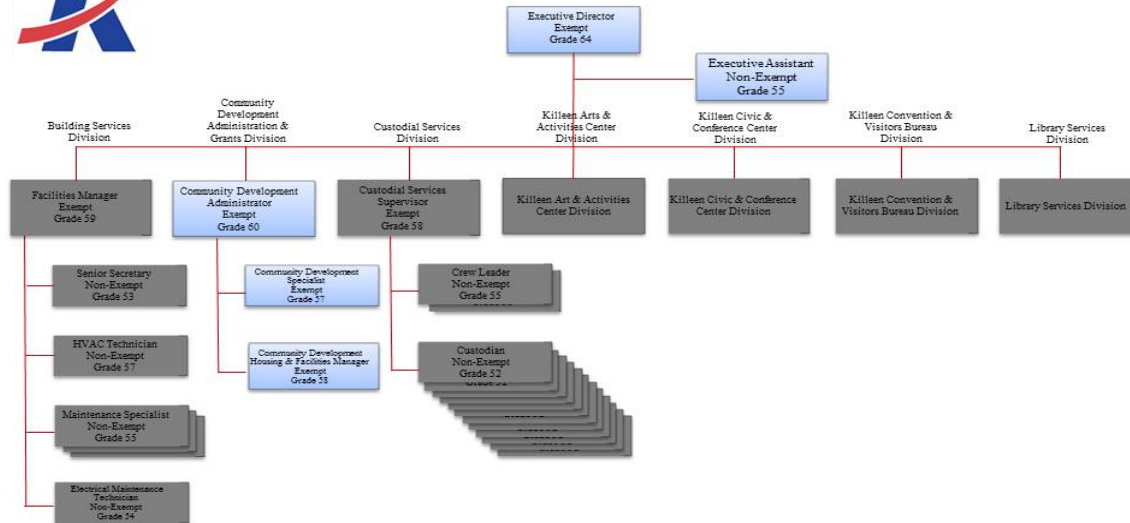 Executive Director
Exempt
Grade 64
Executive Assistant
Non-Exempt
Grade 55
Building Services
Division
Community
Development
Administration &
Grants Division
Custodial Services
Division
Killeen Arts &
Activities Center
Division
Killeen Civic &
Conference Center
Division
Killeen Convention &
Visitors Bureau
Division
Library Services
Division
Facilities Manager
Exempt
Grade 59
Community Development
Administrator
Exempt
Grade 60
Custodial Services
Supervisor
Exempt
Grade 58
Killeen Art & Activities
Center Division
Killeen Civic & Conference
Center Division
Killeen Convention &
Visitors Bureau Division
Library Services Division
Senior Secretary
Non-Exempt
Grade 53
Community Development
Specialist
Exempt
Grade 57
Crew Leader
Non-Exempt
Grade 55
HVAC Technician
Non-Exempt
Grade 57
Community Development
Housing & Facilities Manager
Exempt
Grade 58
Custodian
Non-Exempt
Grade 52
Maintenance Specialist
Non-Exempt
Grade 55
Electrical Maintenance
Technician
Non-Exempt
Grade 54